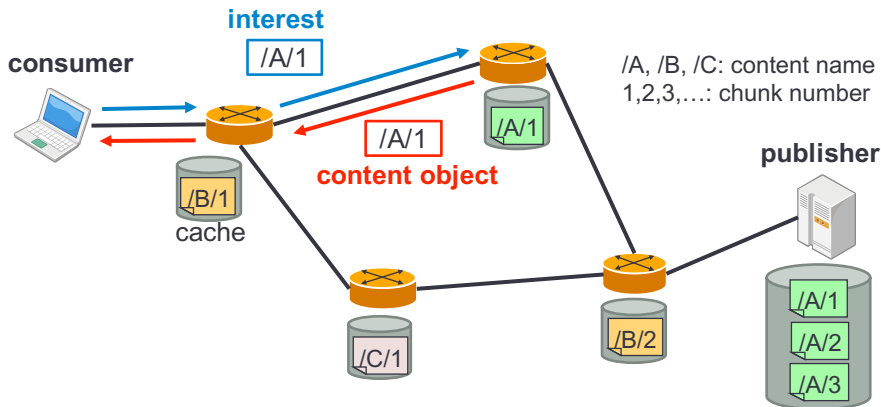 interest
/A/1
consumer
/A/1
/A, /B, /C: content name
1,2,3,…: chunk number
/A/1
content object
publisher
/B/1
cache
/C/1
/B/2
/A/1
/A/2
/A/3